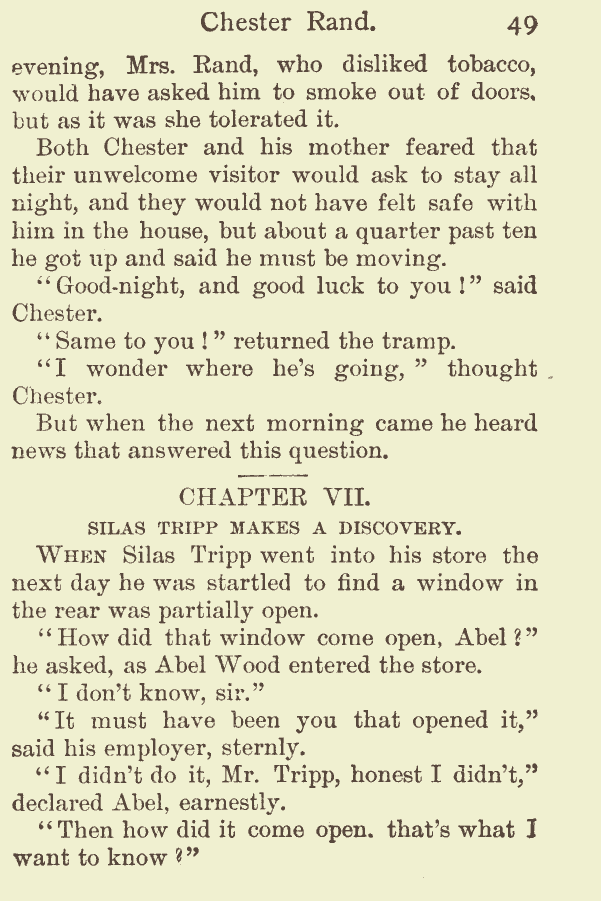 Chester Rand. 49
evening, Mrs. Rand, who disliked tobacco,
would have asked him to smoke out of doors,
but as it was she tolerated it.
Both Chester and his mother feared that
their unwelcome visitor would ask to stay all
night, and they would not have felt safe with
him in the house, but about a quarter past ten
he got up and said he must be moving.
“Good-night, and good luck to you!” said
Chester.
“Same to you!” returned the tramp.
“I wonder where he’s going,” thought
Chester.
But when the next morning came he heard
news that answered this question.
CHAPTER VII.
SILAS TRIPP MAKES A DISCOVERY.
WHEN Silas Tripp went into his store the
next day he was startled to find a window in
the rear was partially open.
“How did that window come open, Abel?”
he asked, as Abel Wood entered the store.
“I don’t know, sir.”
“It must have been you that opened it,”
said his employer, sternly.
“I didn’t do it, Mr. Tripp, honest I didn’t,”
declared Abel, earnestly.
“Then how did it come open. that’s what I
want to know?”